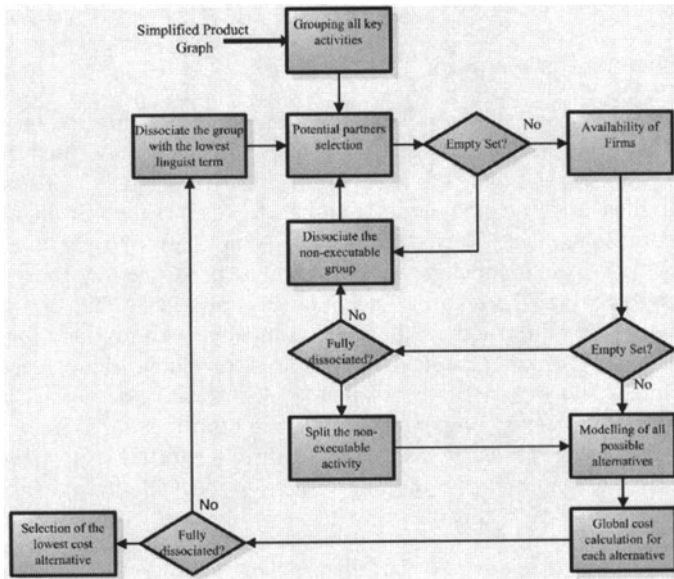 Simplified Product
Graph
Grouping all key
activities
Dissociate the group
with the lowest
linguist term
Potential partners
selection
Empty Set?
No
Availability of
Firms
Dissociate the
non-executable
group
No
Fully
dissociated?
Empty Set?
No
Split the non-
executable
activity
Modelling of all
possible
alternatives
No
Selection of the
lowest cost
alternative
Fully
dissociated?
Global cost
calculation for
each alternative